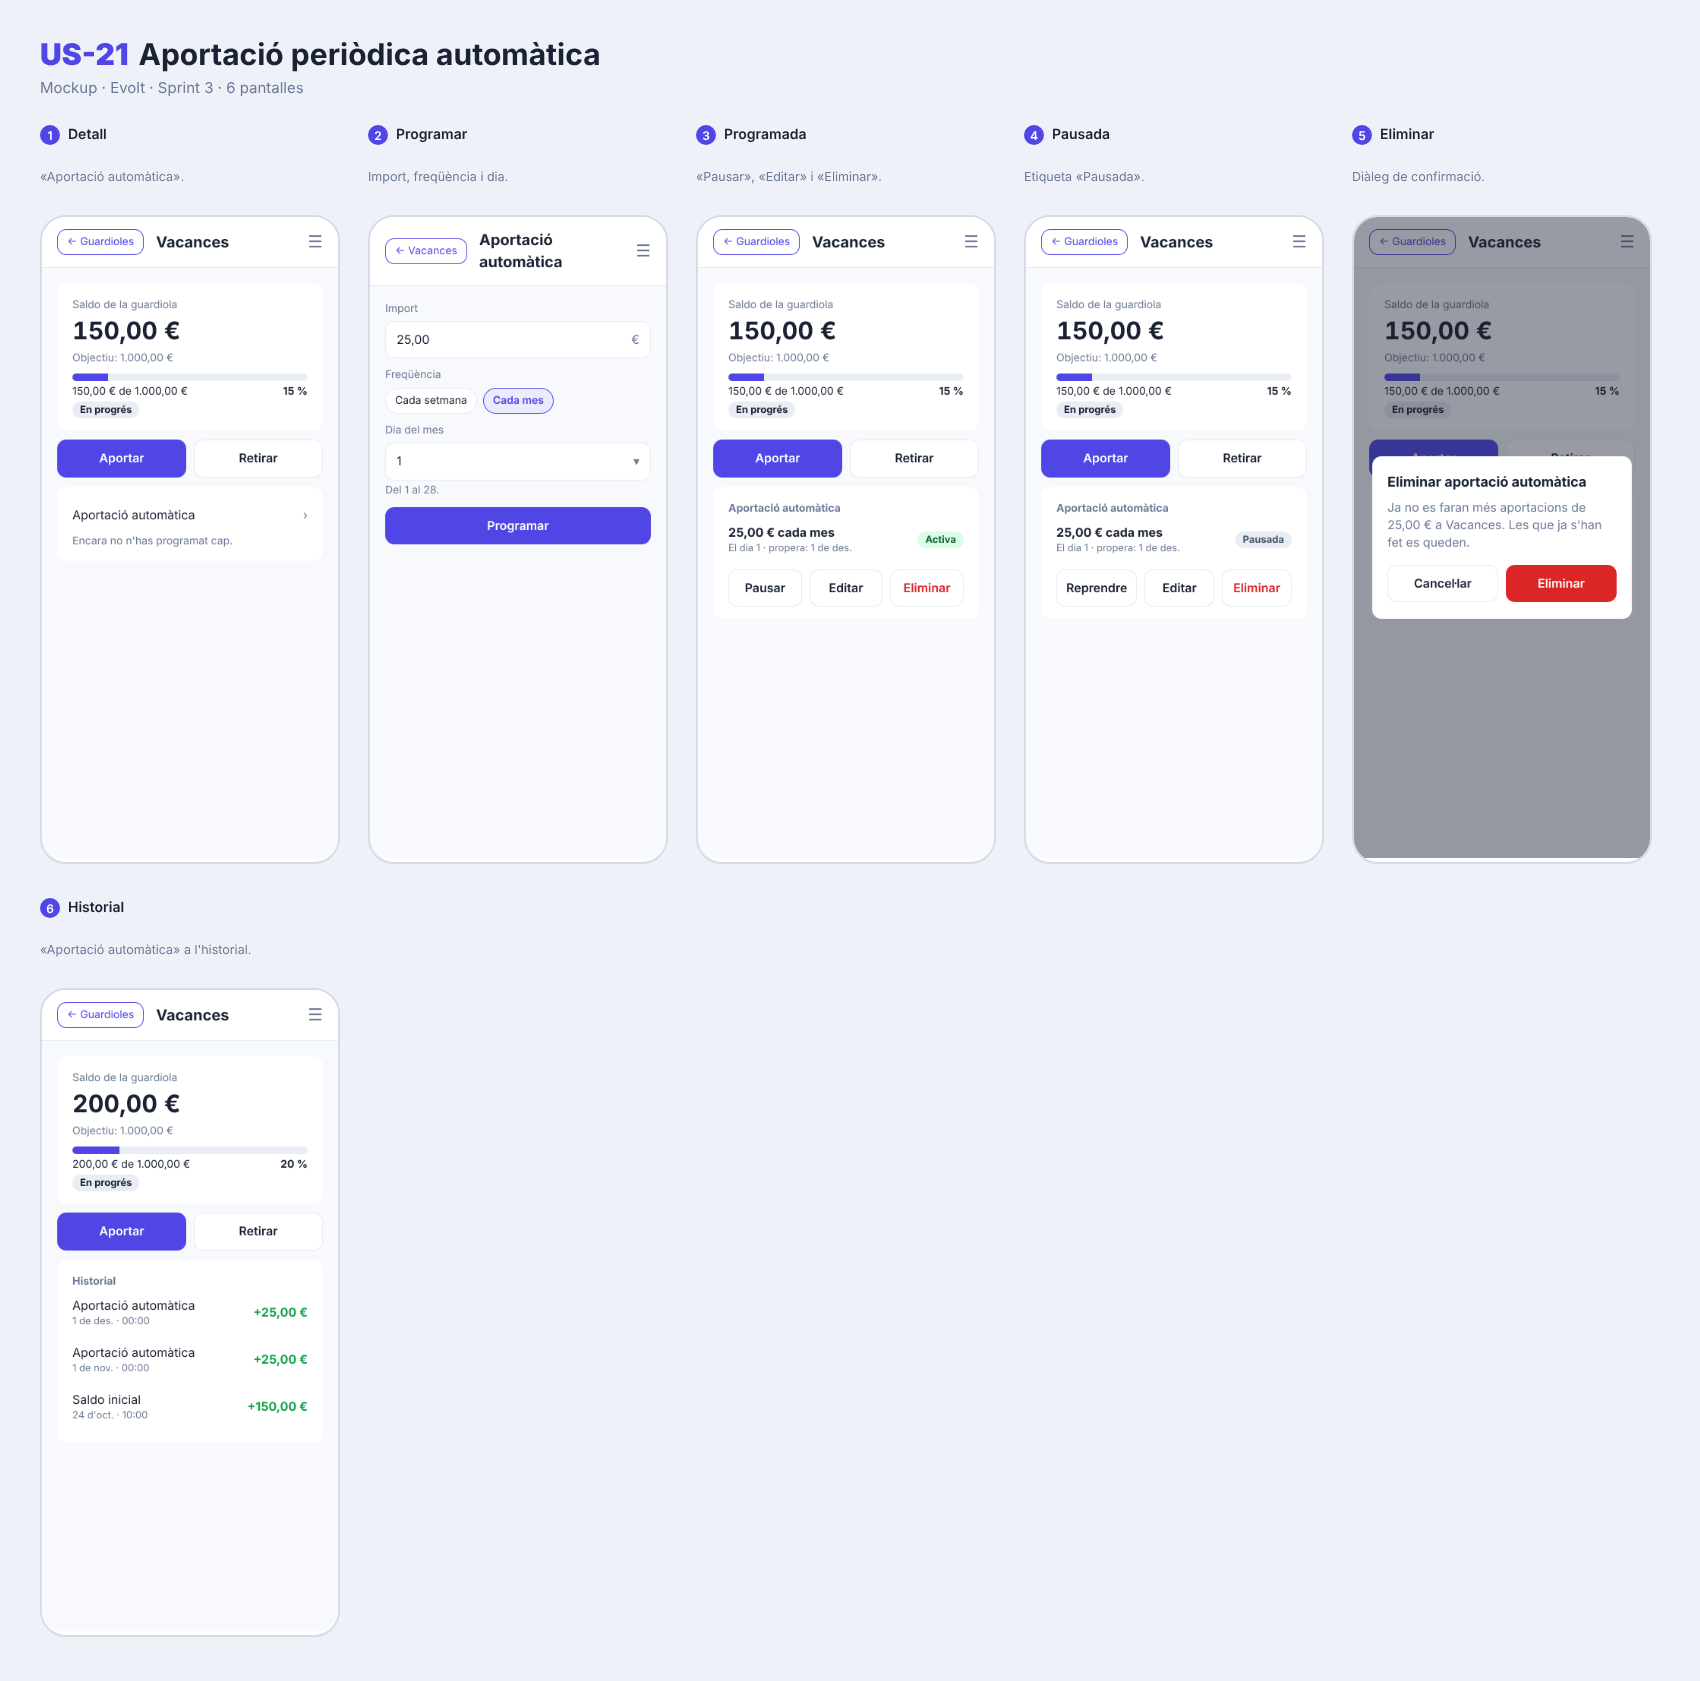 US-21 Aportació periòdica automàtica
Mockup · Evolt · Sprint 3 · 6 pantalles
1 Detall
«Aportació automàtica».
← Guardioles Vacances ☰
Saldo de la guardiola
150,00 €
Objectiu: 1.000,00 €
150,00 € de 1.000,00 € 15 %
En progrés
Aportar Retirar
Aportació automàtica ›
Encara no n'has programat cap.
2 Programar
Import, freqüència i dia.
← Vacances Aportació
automàtica ☰
Import
25,00 €
Freqüència
Cada setmana Cada mes
Dia del mes
1 ▾
Del 1 al 28.
Programar
3 Programada
«Pausar», «Editar» i «Eliminar».
← Guardioles Vacances ☰
Saldo de la guardiola
150,00 €
Objectiu: 1.000,00 €
150,00 € de 1.000,00 € 15 %
En progrés
Aportar Retirar
Aportació automàtica
25,00 € cada mes
El dia 1 · propera: 1 de des.
Activa
Pausar Editar Eliminar
4 Pausada
Etiqueta «Pausada».
← Guardioles Vacances ☰
Saldo de la guardiola
150,00 €
Objectiu: 1.000,00 €
150,00 € de 1.000,00 € 15 %
En progrés
Aportar Retirar
Aportació automàtica
25,00 € cada mes
El dia 1 · propera: 1 de des.
Pausada
Reprendre Editar Eliminar
5 Eliminar
Diàleg de confirmació.
← Guardioles Vacances ☰
Saldo de la guardiola
150,00 €
Objectiu: 1.000,00 €
150,00 € de 1.000,00 € 15 %
En progrés
Aportar Retirar
Eliminar aportació automàtica
Ja no es faran més aportacions de
25,00 € a Vacances. Les que ja s'han
fet es queden.
Cancel·lar Eliminar
6 Historial
«Aportació automàtica» a l'historial.
← Guardioles Vacances ☰
Saldo de la guardiola
200,00 €
Objectiu: 1.000,00 €
200,00 € de 1.000,00 € 20 %
En progrés
Aportar Retirar
Historial
Aportació automàtica
1 de des. · 00:00
+25,00 €
Aportació automàtica
1 de nov. · 00:00
+25,00 €
Saldo inicial
24 d'oct. · 10:00
+150,00 €